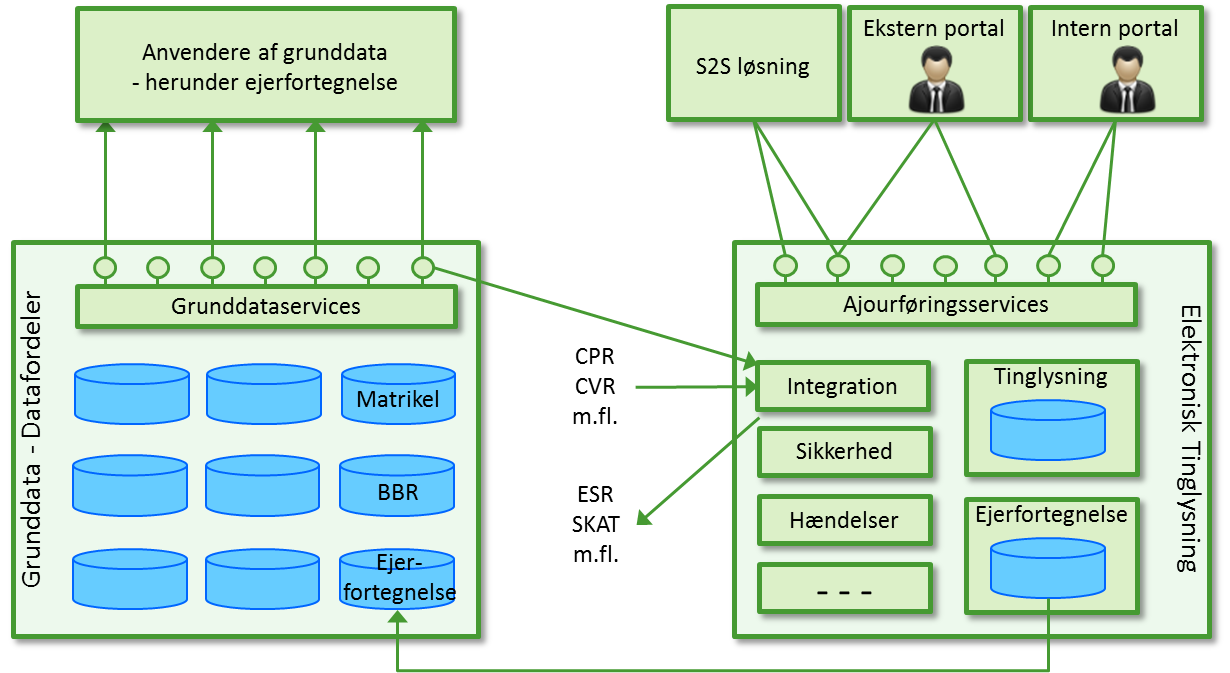 Anvendere af grunddata
- herunder ejerfortegnelse
S2S løsning
Ekstern portal
Intern portal
Grunddata - Datafordeler
Grunddataservices
Matrikel
BBR
Ejer-
fortegnelse
CPR
CVR
m.fl.
ESR
SKAT
m.fl.
Elektronisk Tinglysning
Ajourføringsservices
Integration
Sikkerhed
Hændelser
- - -
Tinglysning
Ejerfortegnelse